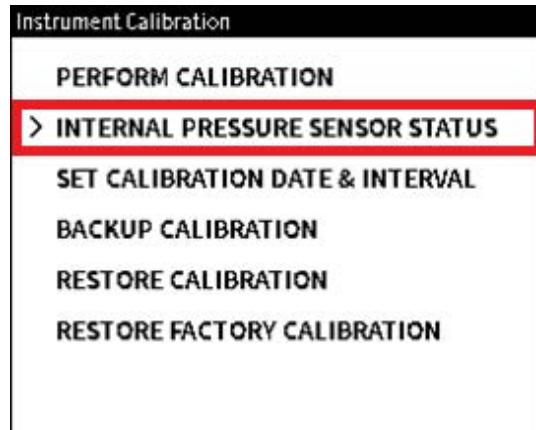 Instrument Calibration
PERFORM CALIBRATION
> INTERNAL PRESSURE SENSOR STATUS
SET CALIBRATION DATE & INTERVAL
BACKUP CALIBRATION
RESTORE CALIBRATION
RESTORE FACTORY CALIBRATION